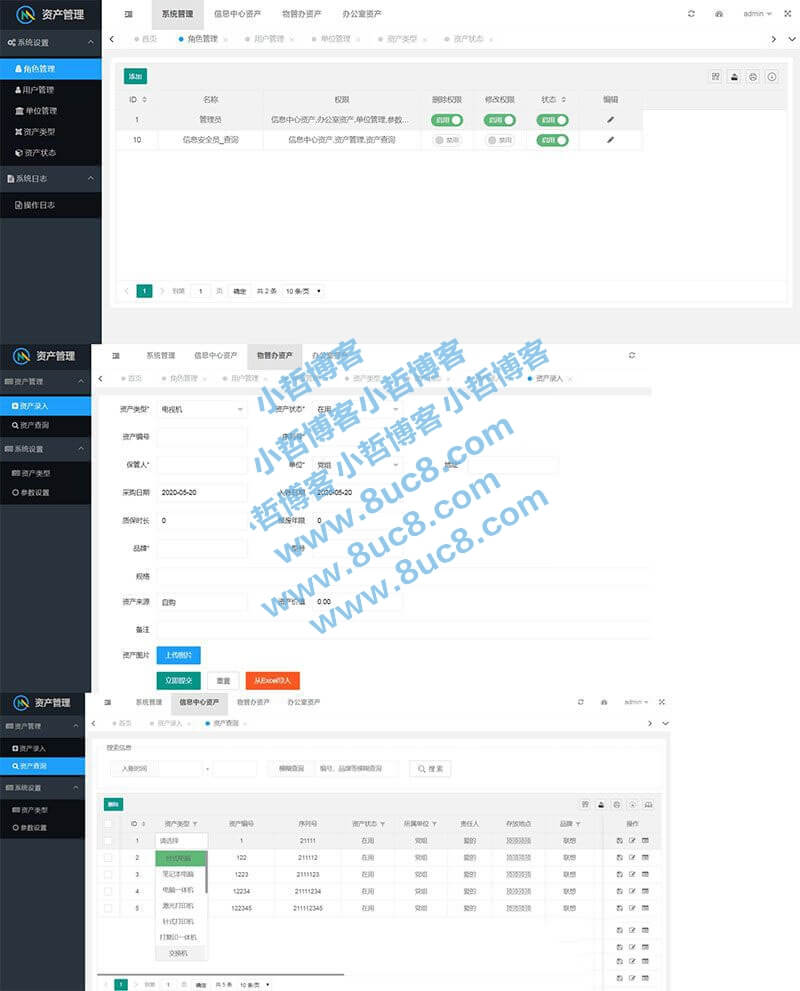 资产管理
系统管理 信息中心资产 物管办资产 办公室资产 admin
系统设置
首页 角色管理 用户管理 单位管理 资产类型 资产状态
角色管理
用户管理
单位管理
资产类型
资产状态
系统日志
操作日志
添加
ID 名称 权限 删除权限 修改权限 状态 编辑
1 管理员 信息中心资产,办公室资产,单位管理,参数... 启用 启用 启用
10 信息安全员_查询 信息中心资产,资产管理,资产查询 禁用 禁用 启用
1 到第 1 页 确定 共 2 条 10 条/页
资产管理
系统管理 信息中心资产 物管办资产
资产管理
首页 角色管理 用户管理 资产类型 资产录入
资产录入
资产查询
系统设置
资产类型
参数设置
资产类型* 电视机 资产状态* 在用
资产编号 序列号
保管人* 单位* 党组
采购日期 2020-05-20 2020-05-20
质保时长 0 0
品牌* 型号
规格
资产来源 自购 资产价值 0.00
备注
资产图片 上传图片
立即提交 重置 从Excel导入
小哲博客小哲博客小哲博客
小哲博客小哲博客小哲博客
小哲博客小哲博客
www.8uc8.com
www.8uc8.com
www.8uc8.com
资产管理
系统管理 信息中心资产 物管办资产 办公室资产 admin
资产管理
首页 资产录入 资产查询
资产录入
资产查询
系统设置
资产类型
参数设置
搜索信息
入账时间 - 模糊查询 编号、品牌等模糊查询 搜索
删除
ID 资产类型 资产编号 序列号 资产状态 所属单位 责任人 存放地点 品牌 操作
1 请选择 1 21111 在用 党组 爱的 顶顶顶顶 联想
2 台式电脑 122 211112 在用 党组 爱的 顶顶顶顶 联想
3 笔记本电脑 1223 2111123 在用 党组 爱的 顶顶顶顶 联想
4 电脑一体机 12234 21111234 在用 党组 爱的 顶顶顶顶 联想
5 激光打印机 122345 211112345 在用 党组 爱的 顶顶顶顶 联想
针式打印机
打复印一体机
交换机
1 到第 1 页 确定 共 5 条 10 条/页